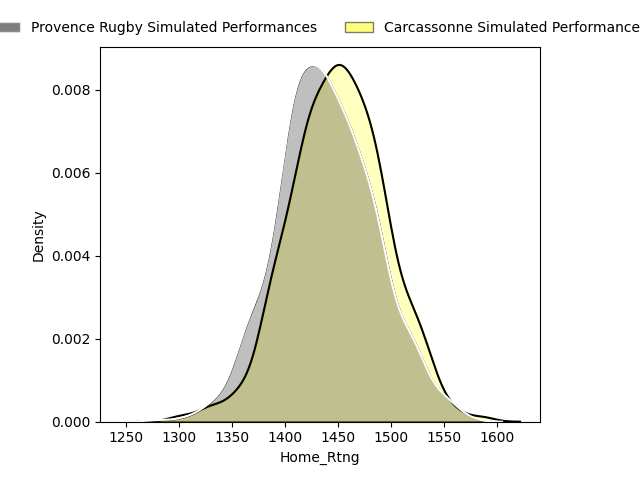 Provence Rugby Simulated Performances
Carcassonne Simulated Performance
0.008
0.006
0.004
0.002
0.000
Density
1250 1300 1350 1400 1450 1500 1550 1600
Home_Rtng